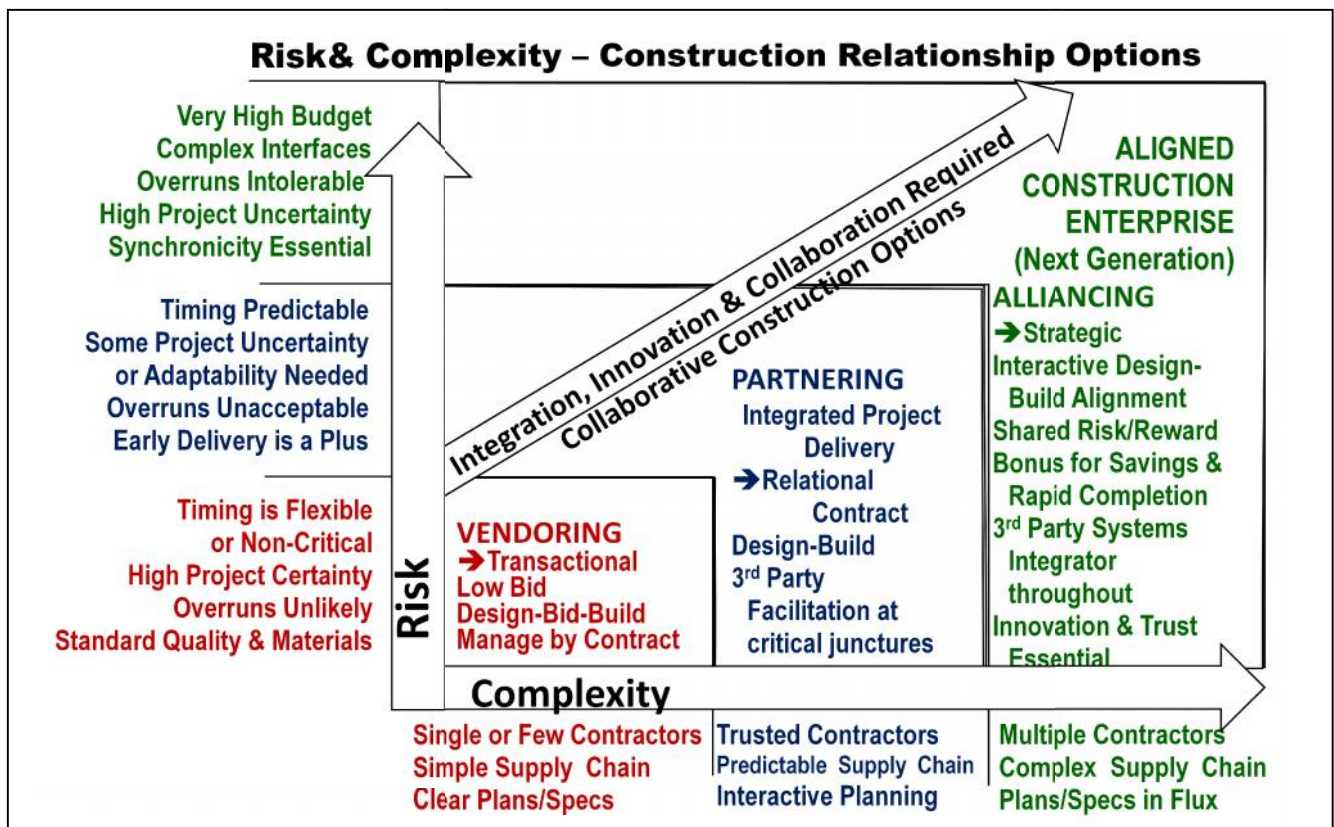 Risk& Complexity – Construction Relationship Options
Very High Budget
Complex Interfaces
Overruns Intolerable
High Project Uncertainty
Synchronicity Essential
Timing Predictable
Some Project Uncertainty
or Adaptability Needed
Overruns Unacceptable
Early Delivery is a Plus
Timing is Flexible
or Non-Critical
High Project Certainty
Overruns Unlikely
Standard Quality & Materials
Risk
Integration, Innovation & Collaboration Required
Collaborative Construction Options
VENDORING
➔Transactional
Low Bid
Design-Bid-Build
Manage by Contract
PARTNERING
Integrated Project
Delivery
➔Relational
Contract
Design-Build
3rd Party
Facilitation at
critical junctures
ALIGNED
CONSTRUCTION
ENTERPRISE
(Next Generation)
ALLIANCING
➔Strategic
Interactive Design-
Build Alignment
Shared Risk/Reward
Bonus for Savings &
Rapid Completion
3rd Party Systems
Integrator
throughout
Innovation & Trust
Essential
Complexity
Single or Few Contractors
Simple Supply Chain
Clear Plans/Specs
Trusted Contractors
Predictable Supply Chain
Interactive Planning
Multiple Contractors
Complex Supply Chain
Plans/Specs in Flux